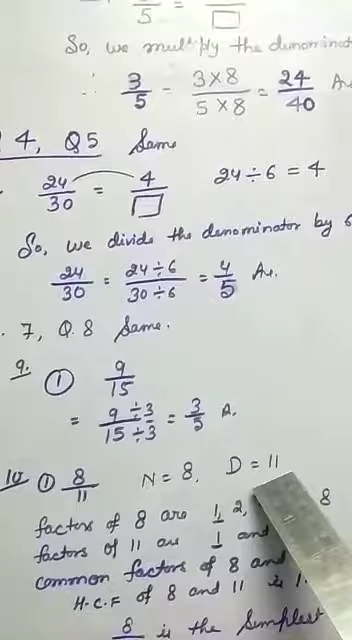 5 = □
So, we multiply the denominat
∴ 3/5 = 3×8/5×8 = 24/40 A
4, Q5 Same
24/30 = 4/□ 24÷6=4
So, we divide the denominator by 6
24/30 = 24÷6/30÷6 = 4/5 As.
. 7, Q.8 Same.
9. ① 9/15
= 9÷3/15÷3 = 3/5 A.
10 ① 8/11 N=8, D=11
factors of 8 are 1, 2, 8
factors of 11 are 1 and
common factors of 8 and
H.C.F of 8 and 11 is 1.
8 is the Simplest